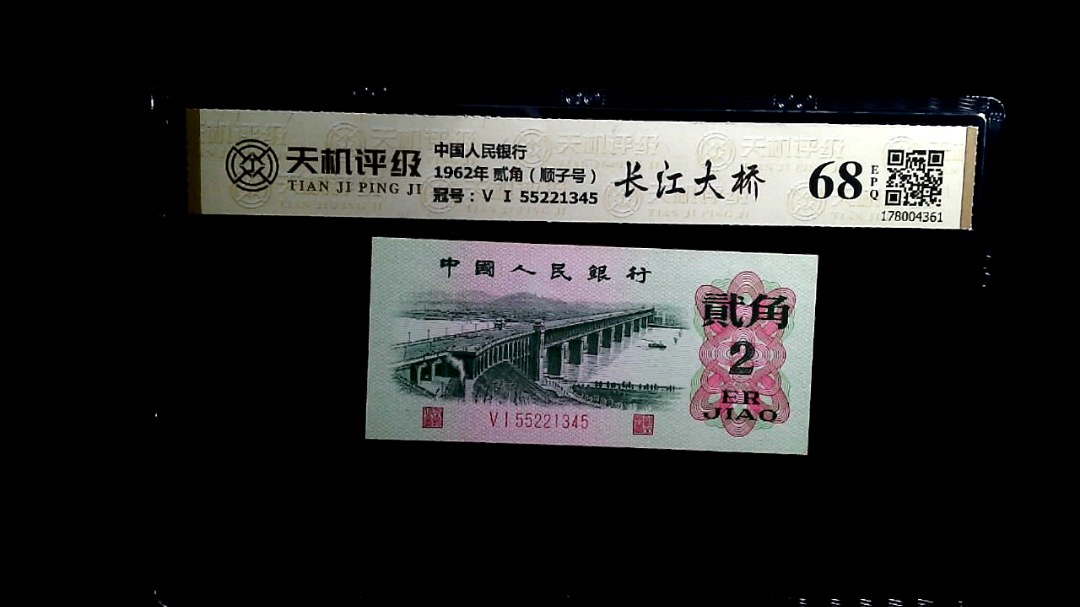 天机评级
TIAN JI PING JI
中国人民银行
1962年 贰角（顺子号）
冠号：V I 55221345
长江大桥
68
EPQ
178004361
中國人民銀行
貳角
2
ER
JIAO
VI55221345